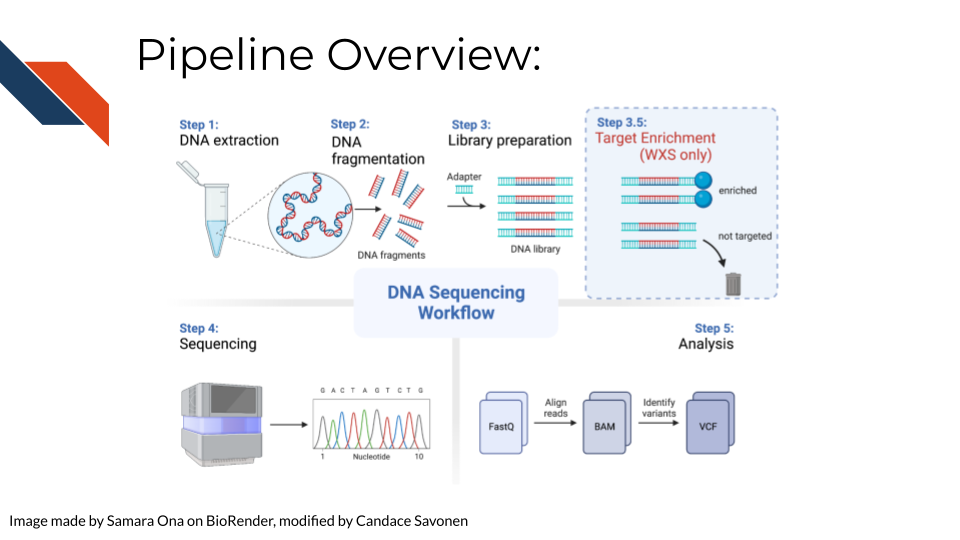 Pipeline Overview:
Step 1:
DNA extraction
Step 2:
DNA
fragmentation
DNA fragments
Step 3:
Library preparation
Adapter
DNA library
Step 3.5:
Target Enrichment
(WXS only)
enriched
not targeted
DNA Sequencing
Workflow
Step 4:
Sequencing
G A C T A G T C T G
1 Nucleotide 10
Step 5:
Analysis
FastQ
Align
reads
BAM
Identify
variants
VCF
Image made by Samara Ona on BioRender, modified by Candace Savonen